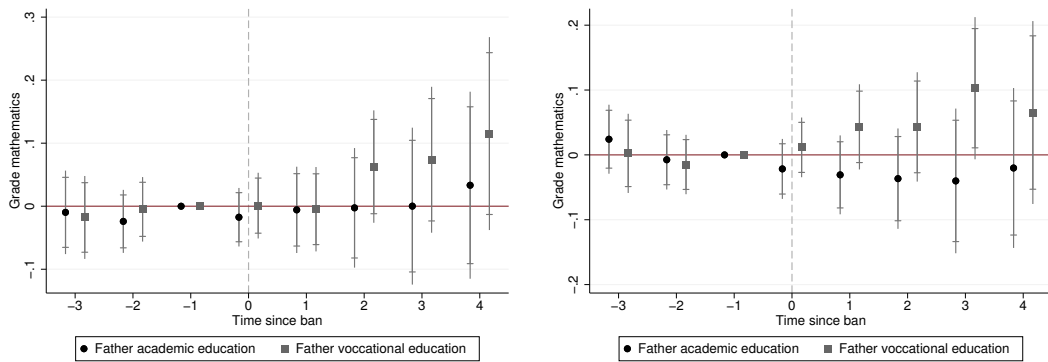 Grade mathematics
.3
.2
.1
0
-.1
-3 -2 -1 0 1 2 3 4
Time since ban
Father academic education Father voccational education
Grade mathematics
.2
.1
0
-.1
-.2
-3 -2 -1 0 1 2 3 4
Time since ban
Father academic education Father voccational education